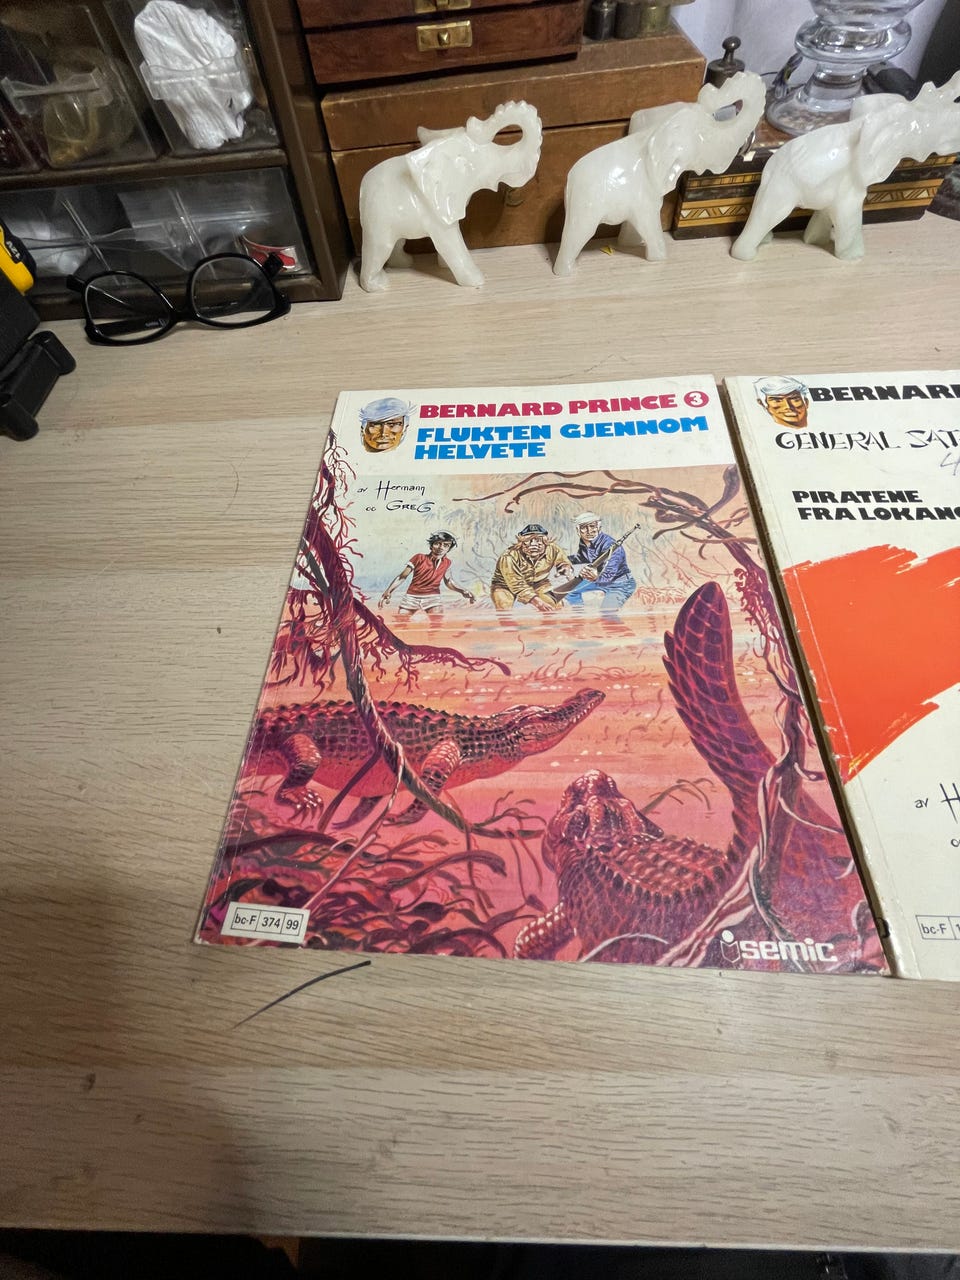 BERNARD PRINCE 3
FLUKTEN GJENNOM
HELVETE
av Hermann
og GREG
bc-F 374 99
semic
BERNARD
GENERAL
PIRATENE
FRA LOKANG
av H
bc-F 1